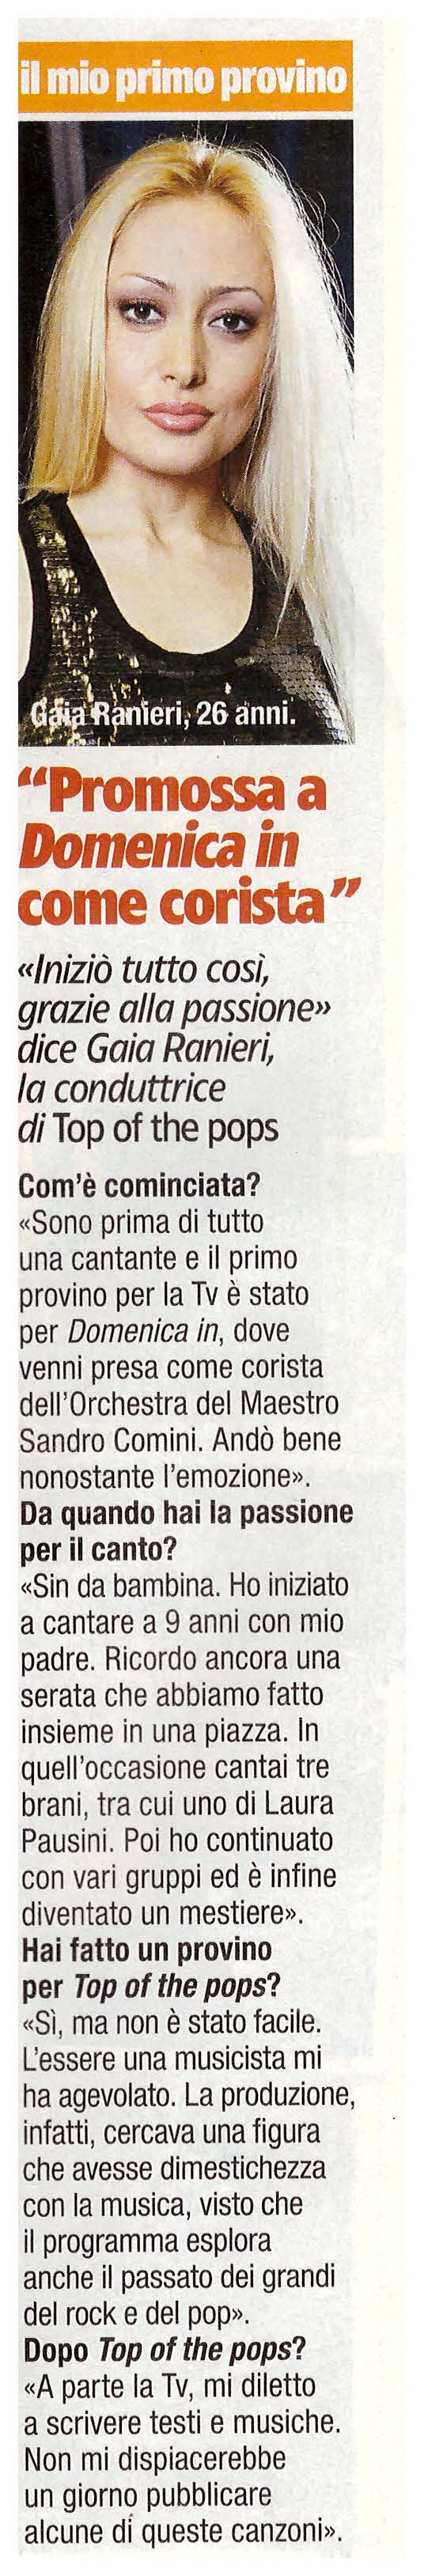 il mio primo provino
Gaia Ranieri, 26 anni.
“Promossa a
Domenica in
come corista”
«Iniziò tutto così,
grazie alla passione»
dice Gaia Ranieri,
la conduttrice
di Top of the pops
Com'è cominciata?
«Sono prima di tutto
una cantante e il primo
provino per la Tv è stato
per Domenica in, dove
venni presa come corista
dell'Orchestra del Maestro
Sandro Comini. Andò bene
nonostante l'emozione».
Da quando hai la passione
per il canto?
«Sin da bambina. Ho iniziato
a cantare a 9 anni con mio
padre. Ricordo ancora una
serata che abbiamo fatto
insieme in una piazza. In
quell'occasione cantai tre
brani, tra cui uno di Laura
Pausini. Poi ho continuato
con vari gruppi ed è infine
diventato un mestiere».
Hai fatto un provino
per Top of the pops?
«Sì, ma non è stato facile.
L'essere una musicista mi
ha agevolato. La produzione,
infatti, cercava una figura
che avesse dimestichezza
con la musica, visto che
il programma esplora
anche il passato dei grandi
del rock e del pop».
Dopo Top of the pops?
«A parte la Tv, mi diletto
a scrivere testi e musiche.
Non mi dispiacerebbe
un giorno pubblicare
alcune di queste canzoni».